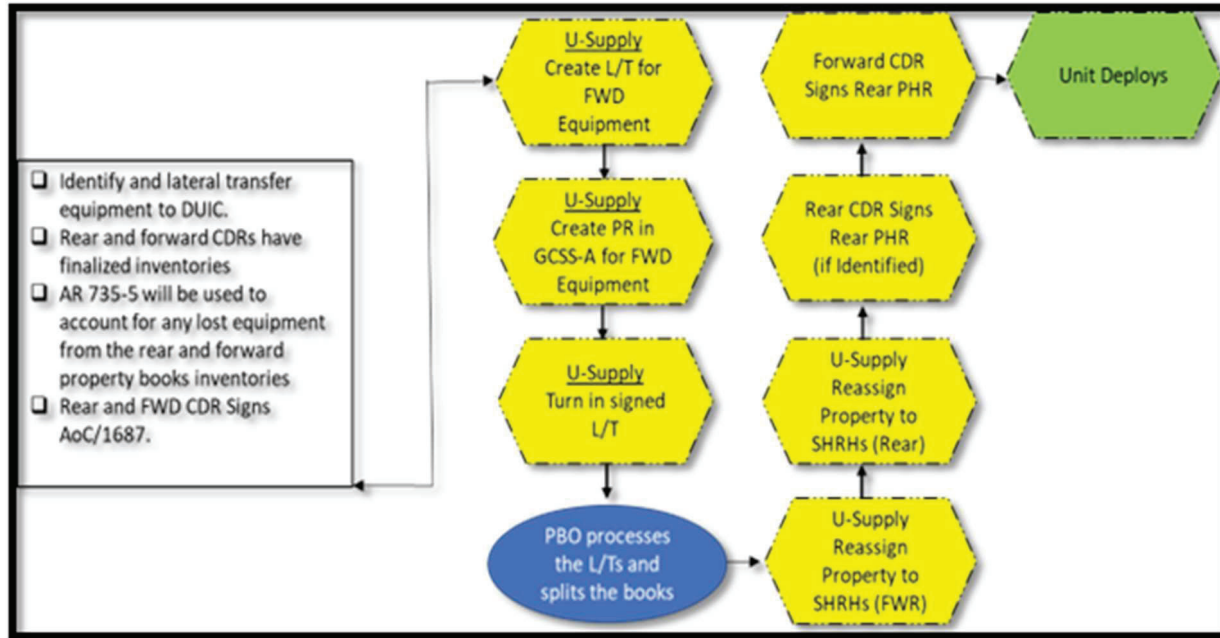 ❑ Identify and lateral transfer
equipment to DUIC.
❑ Rear and forward CDRs have
finalized inventories
❑ AR 735-5 will be used to
account for any lost equipment
from the rear and forward
property books inventories
❑ Rear and FWD CDR Signs
AoC/1687.
U-Supply
Create L/T for
FWD
Equipment
U-Supply
Create PR in
GCSS-A for FWD
Equipment
U-Supply
Turn in signed
L/T
PBO processes
the L/Ts and
splits the books
U-Supply
Reassign
Property to
SHRHs (FWR)
U-Supply
Reassign
Property to
SHRHs (Rear)
Rear CDR Signs
Rear PHR
(if Identified)
Forward CDR
Signs Rear PHR
Unit Deploys